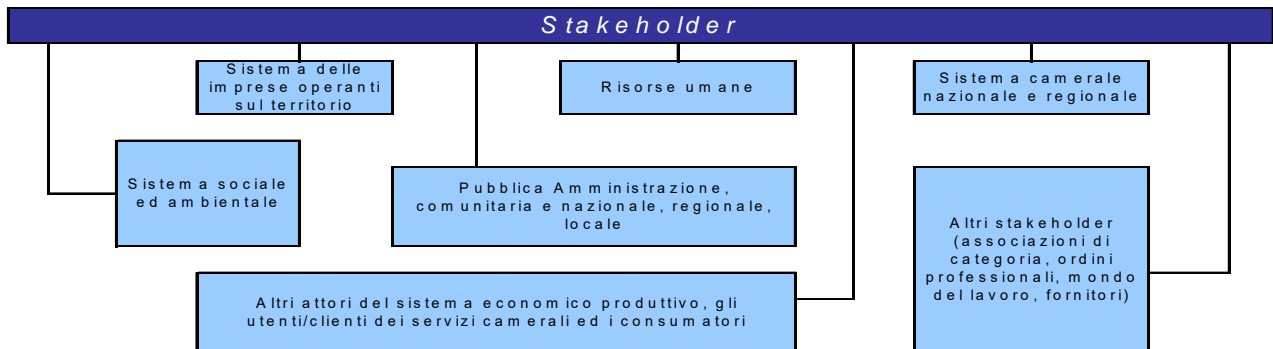 Stakeholder
Sistema delle
imprese operanti
sul territorio
Risorse umane
Sistema camerale
nazionale e regionale
Sistema sociale
ed ambientale
Pubblica Amministrazione,
comunitaria e nazionale, regionale,
locale
Altri stakeholder
(associazioni di
categoria, ordini
professionali, mondo
del lavoro, fornitori)
Altri attori del sistema economico produttivo, gli
utenti/clienti dei servizi camerali ed i consumatori